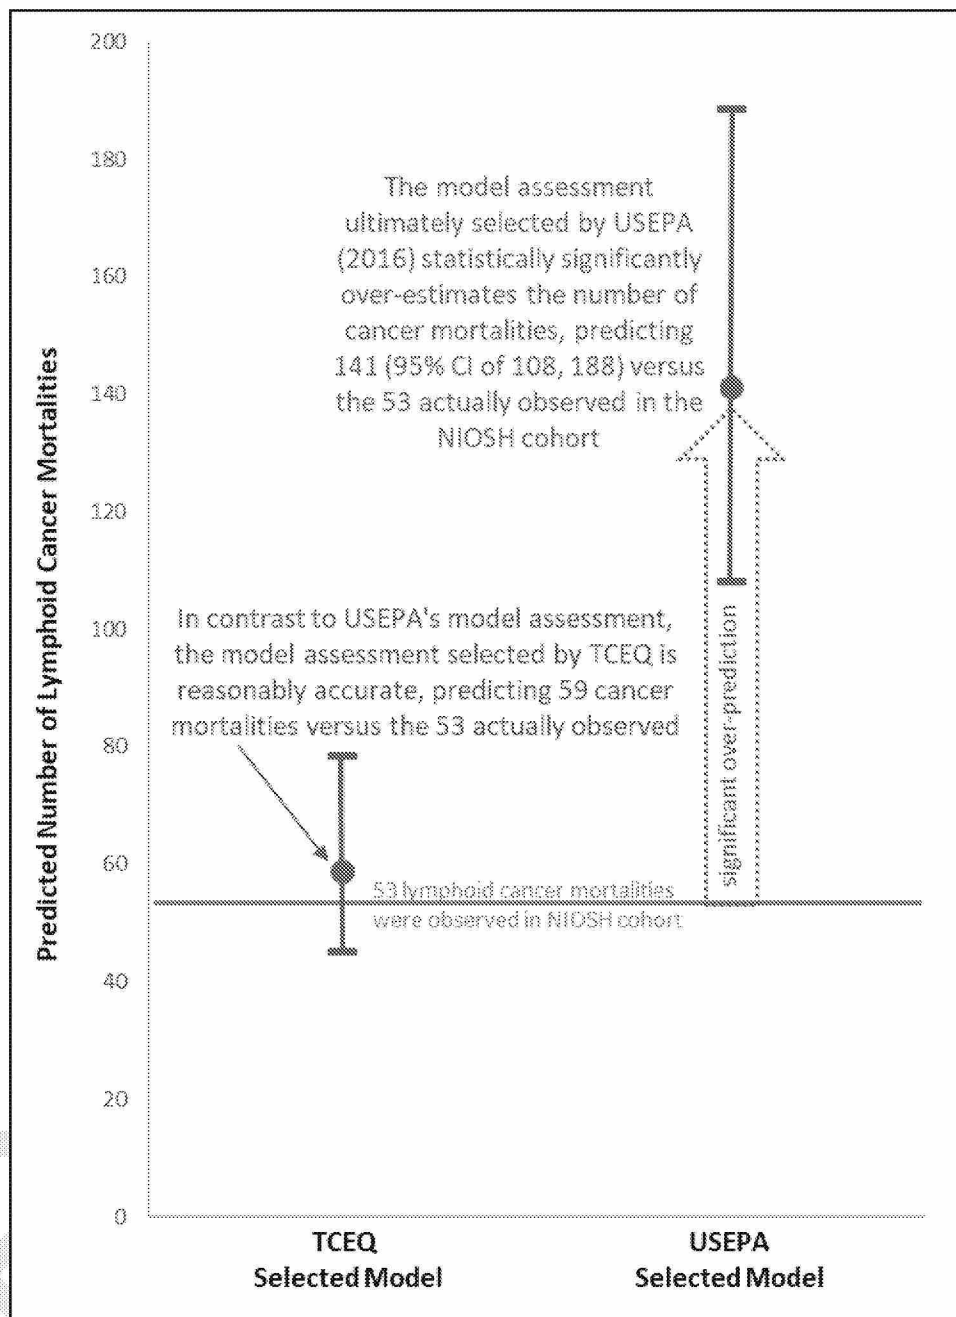 200
180
160
140
120
100
80
60
40
20
0
Predicted Number of Lymphoid Cancer Mortalities
The model assessment
ultimately selected by USEPA
(2016) statistically significantly
over-estimates the number of
cancer mortalities, predicting
141 (95% CI of 108, 188) versus
the 53 actually observed in the
NIOSH cohort
In contrast to USEPA's model assessment,
the model assessment selected by TCEQ is
reasonably accurate, predicting 59 cancer
mortalities versus the 53 actually observed
significant over-prediction
53 lymphoid cancer mortalities
were observed in NIOSH cohort
TCEQ
Selected Model
USEPA
Selected Model